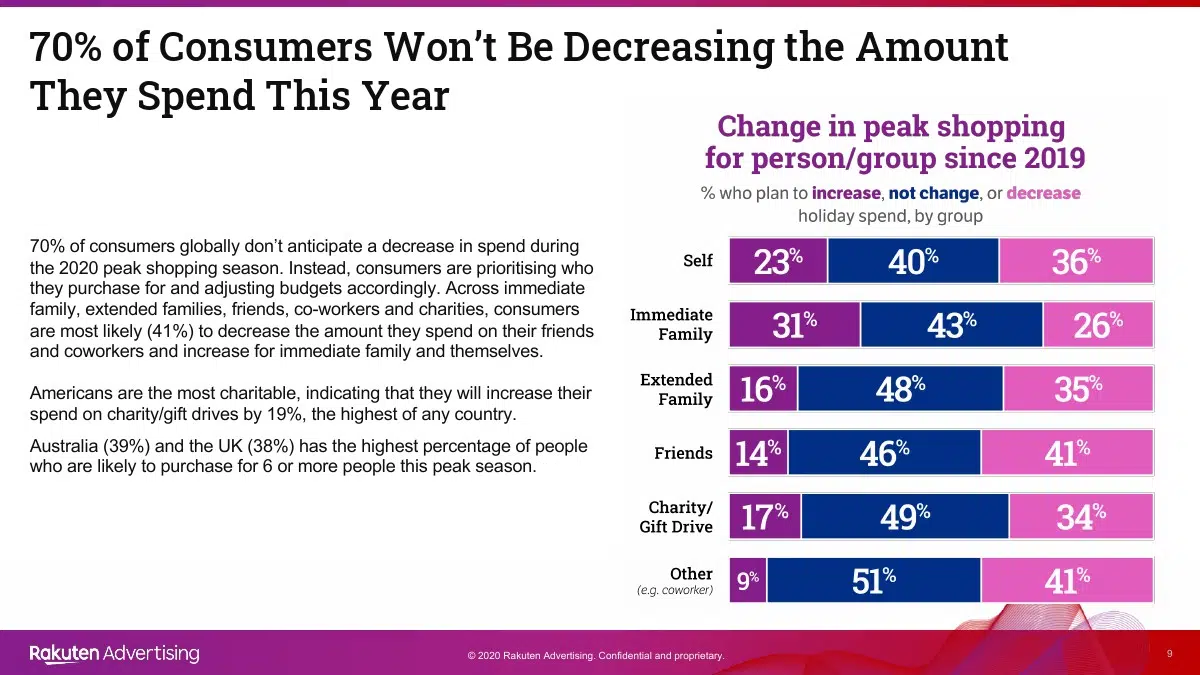 70% of Consumers Won’t Be Decreasing the Amount
They Spend This Year
70% of consumers globally don’t anticipate a decrease in spend during
the 2020 peak shopping season. Instead, consumers are prioritising who
they purchase for and adjusting budgets accordingly. Across immediate
family, extended families, friends, co-workers and charities, consumers
are most likely (41%) to decrease the amount they spend on their friends
and coworkers and increase for immediate family and themselves.
Americans are the most charitable, indicating that they will increase their
spend on charity/gift drives by 19%, the highest of any country.
Australia (39%) and the UK (38%) has the highest percentage of people
who are likely to purchase for 6 or more people this peak season.
Change in peak shopping
for person/group since 2019
% who plan to increase, not change, or decrease
holiday spend, by group
Self 23% 40% 36%
Immediate
Family 31% 43% 26%
Extended
Family 16% 48% 35%
Friends 14% 46% 41%
Charity/
Gift Drive 17% 49% 34%
Other
(e.g. coworker) 9% 51% 41%
Rakuten Advertising
© 2020 Rakuten Advertising. Confidential and proprietary.
9